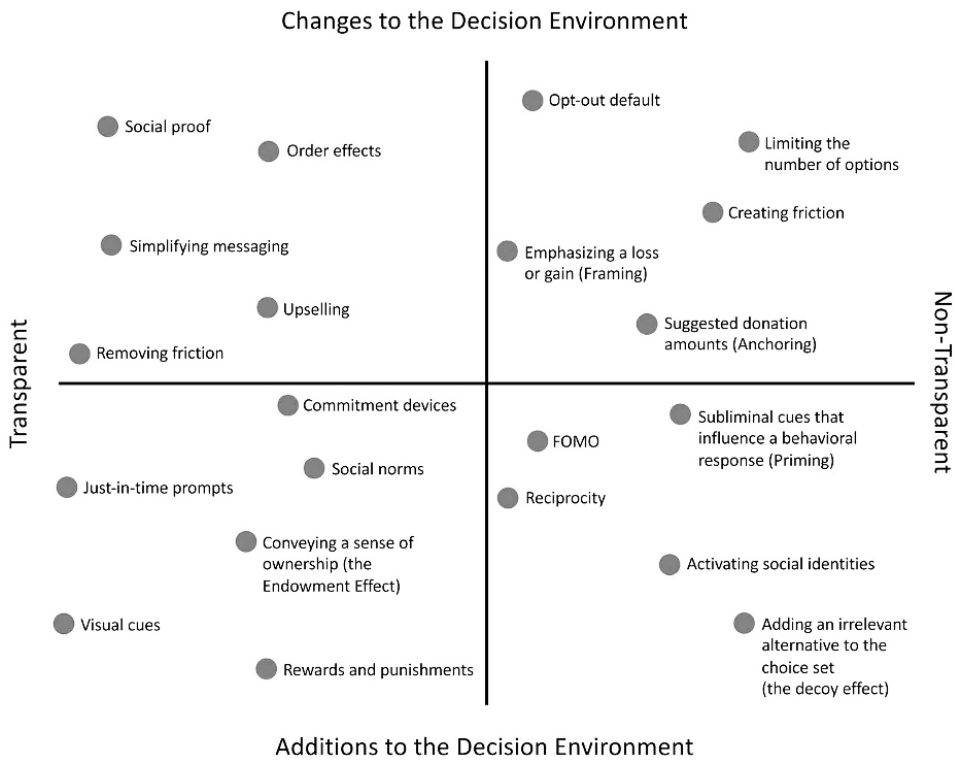 Changes to the Decision Environment
Opt-out default
Social proof
Order effects
Limiting the
number of options
Creating friction
Simplifying messaging
Emphasizing a loss
or gain (Framing)
Upselling
Suggested donation
amounts (Anchoring)
Removing friction
Transparent
Non-Transparent
Commitment devices
Subliminal cues that
influence a behavioral
response (Priming)
FOMO
Social norms
Just-in-time prompts
Reciprocity
Conveying a sense of
ownership (the
Endowment Effect)
Activating social identities
Visual cues
Adding an irrelevant
alternative to the
choice set
(the decoy effect)
Rewards and punishments
Additions to the Decision Environment